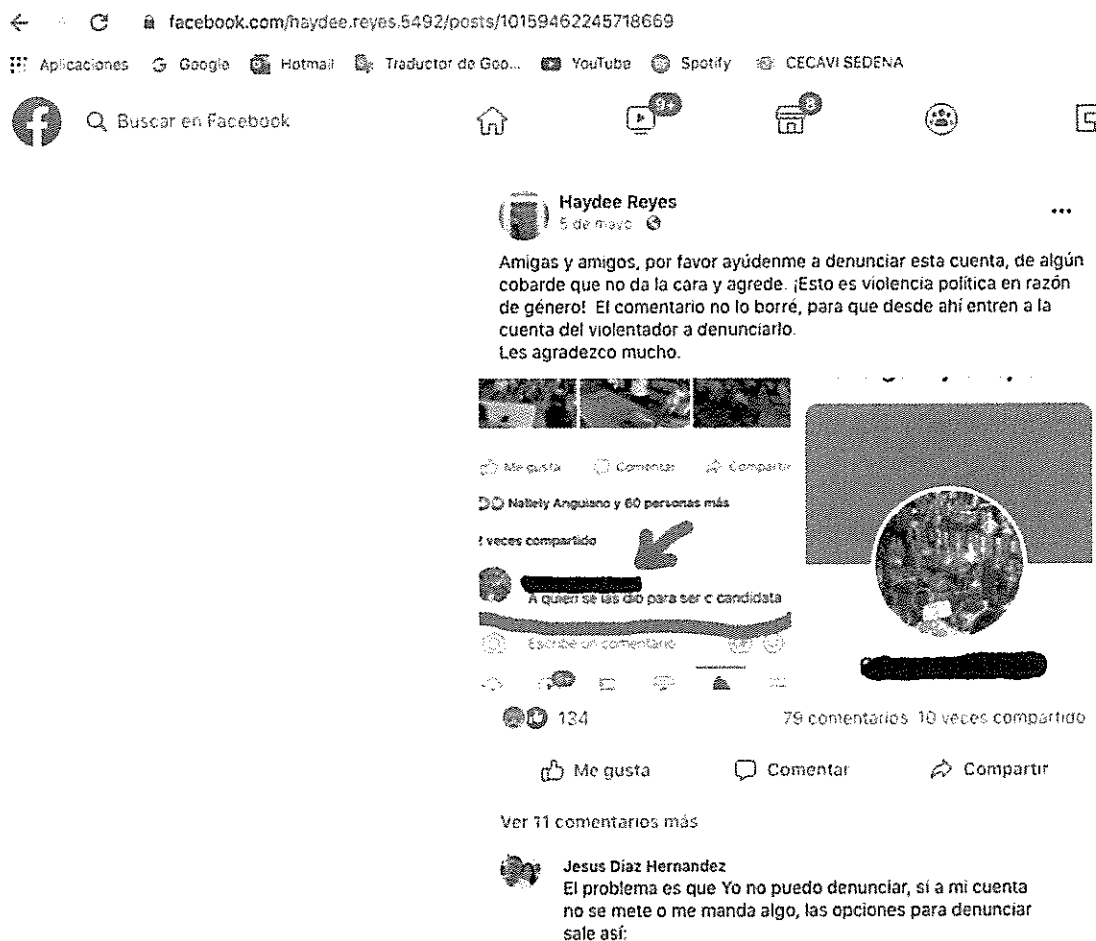 facebook.com/haydee.reyes.5492/posts/10159462245718669
Aplicaciones Google Hotmail Traductor de Goo... YouTube Spotify CECAVI SEDENA
Buscar en Facebook
9+
8
Haydee Reyes
5 de mayo
Amigas y amigos, por favor ayúdenme a denunciar esta cuenta, de algún
cobarde que no da la cara y agrede. ¡Esto es violencia política en razón
de género! El comentario no lo borré, para que desde ahí entren a la
cuenta del violentador a denunciarlo.
Les agradezco mucho.
Me gusta Comentar Compartir
Nallely Anguiano y 60 personas más
veces compartido
A quien se las dio para ser c candidata
Escribe un comentario
134
79 comentarios 10 veces compartido
Me gusta Comentar Compartir
Ver 11 comentarios más
Jesus Diaz Hernandez
El problema es que Yo no puedo denunciar, sí a mi cuenta
no se mete o me manda algo, las opciones para denunciar
sale así: